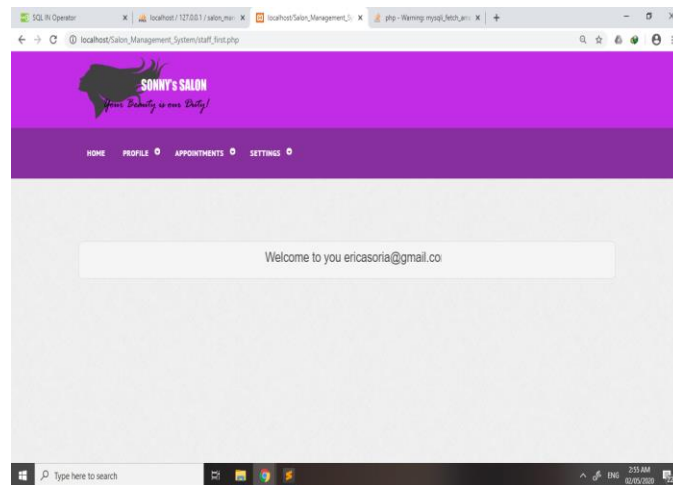 SQL IN Operator
localhost / 127.0.0.1 / salon_man
localhost/Salon_Management_S
php - Warning: mysqli_fetch_arra
localhost/Salon_Management_System/staff_first.php
SONNY's SALON
Your Beauty is our Duty!
HOME PROFILE APPOINTMENTS SETTINGS
Welcome to you ericasoria@gmail.co
Type here to search
ENG
2:55 AM
02/05/2020